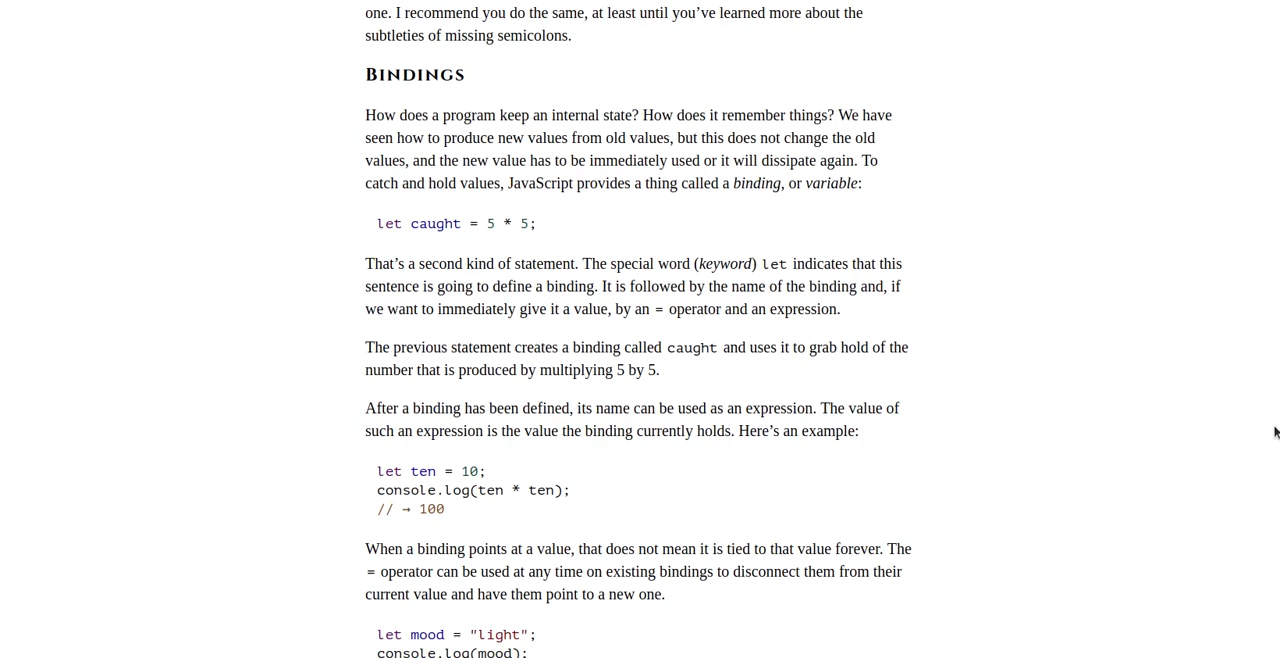 one. I recommend you do the same, at least until you’ve learned more about the
subtleties of missing semicolons.
Bindings
How does a program keep an internal state? How does it remember things? We have
seen how to produce new values from old values, but this does not change the old
values, and the new value has to be immediately used or it will dissipate again. To
catch and hold values, JavaScript provides a thing called a binding, or variable:
let caught = 5 * 5;
That’s a second kind of statement. The special word (keyword) let indicates that this
sentence is going to define a binding. It is followed by the name of the binding and, if
we want to immediately give it a value, by an = operator and an expression.
The previous statement creates a binding called caught and uses it to grab hold of the
number that is produced by multiplying 5 by 5.
After a binding has been defined, its name can be used as an expression. The value of
such an expression is the value the binding currently holds. Here’s an example:
let ten = 10;
console.log(ten * ten);
// → 100
When a binding points at a value, that does not mean it is tied to that value forever. The
= operator can be used at any time on existing bindings to disconnect them from their
current value and have them point to a new one.
let mood = "light";
console.log(mood);